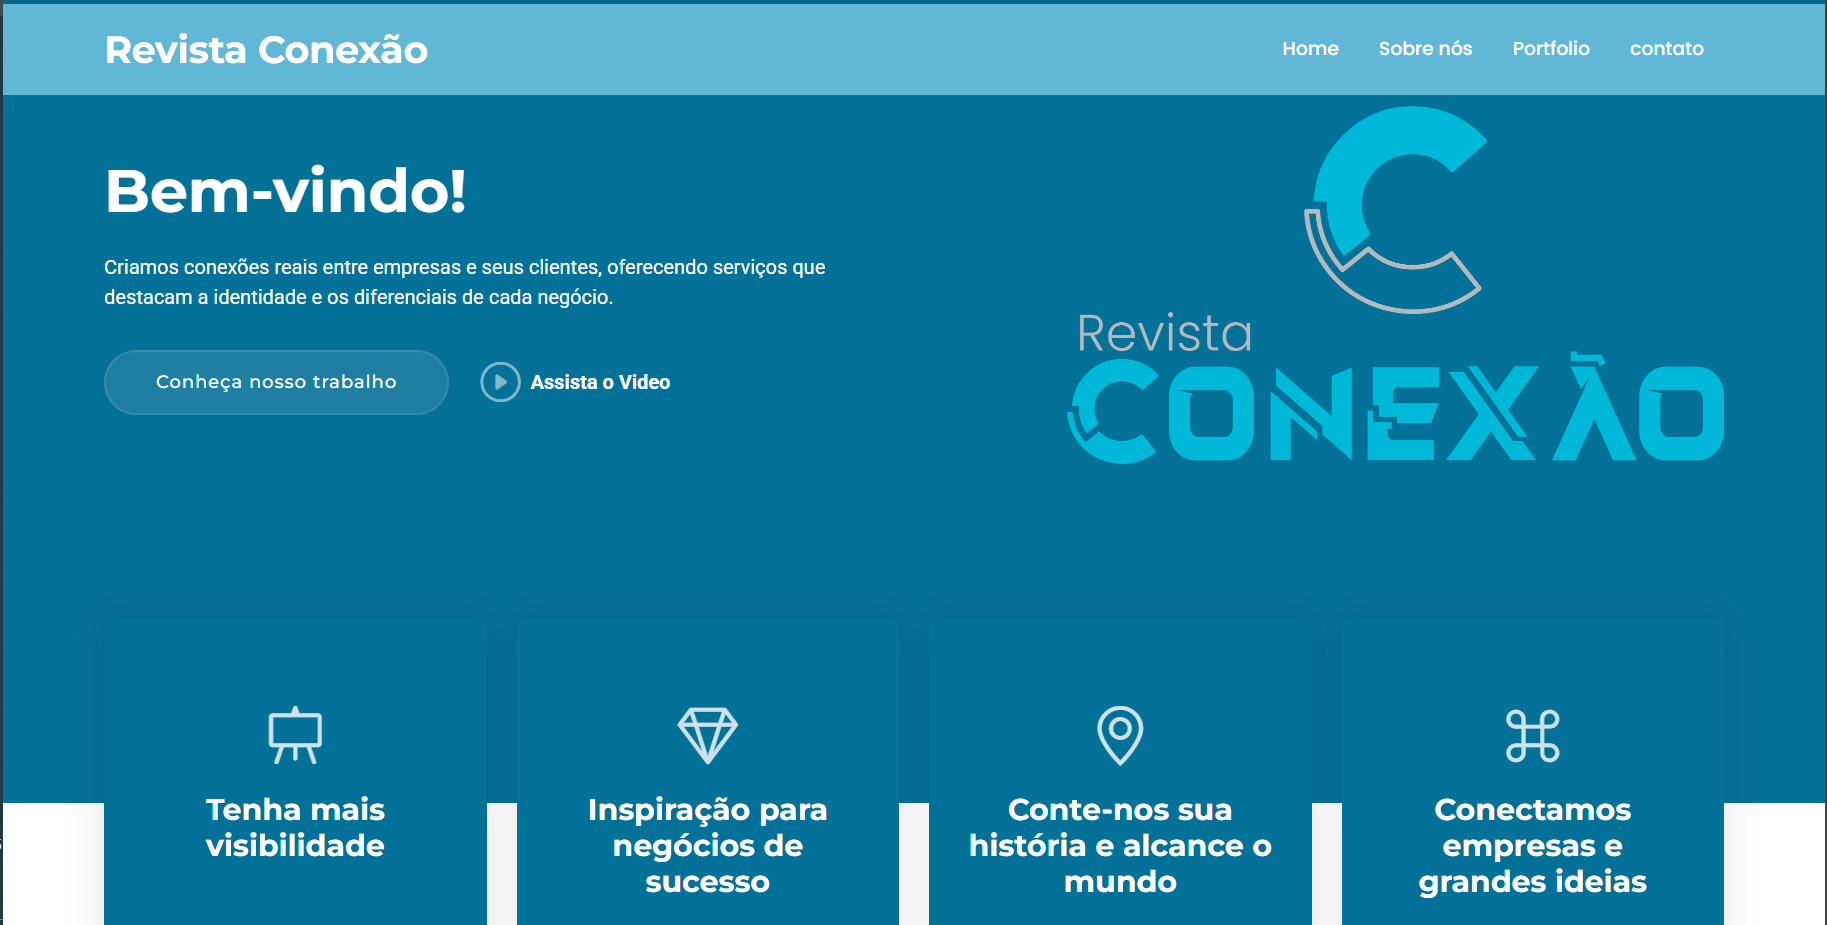 Revista Conexão
Home
Sobre nós
Portfolio
contato
Bem-vindo!
Criamos conexões reais entre empresas e seus clientes, oferecendo serviços que
destacam a identidade e os diferenciais de cada negócio.
Conheça nosso trabalho
Assista o Video
Revista
CONEXÃO
Tenha mais
visibilidade
Inspiração para
negócios de
sucesso
Conte-nos sua
história e alcance o
mundo
Conectamos
empresas e
grandes ideias